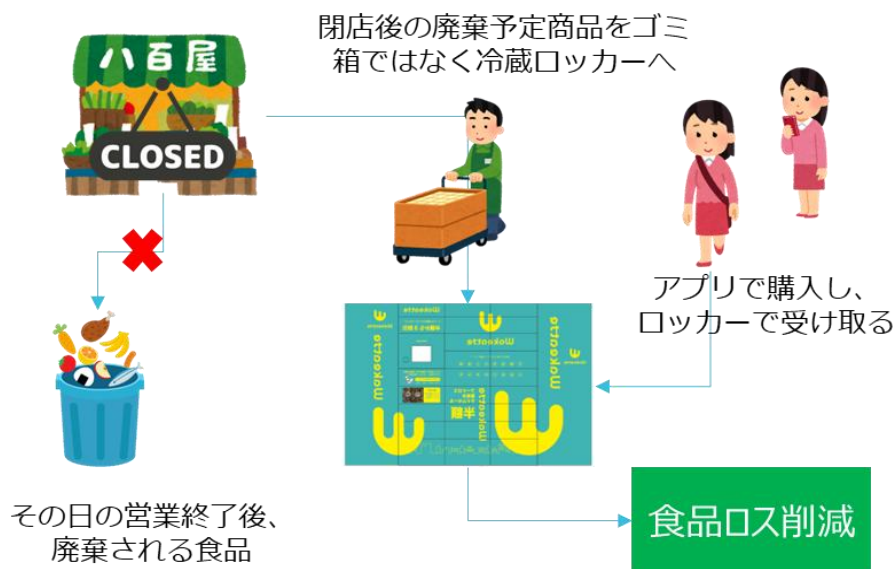 閉店後の廃棄予定商品をゴミ
箱ではなく冷蔵ロッカーへ
八百屋
CLOSED
アプリで購入し、
ロッカーで受け取る
その日の営業終了後、
廃棄される食品
食品ロス削減